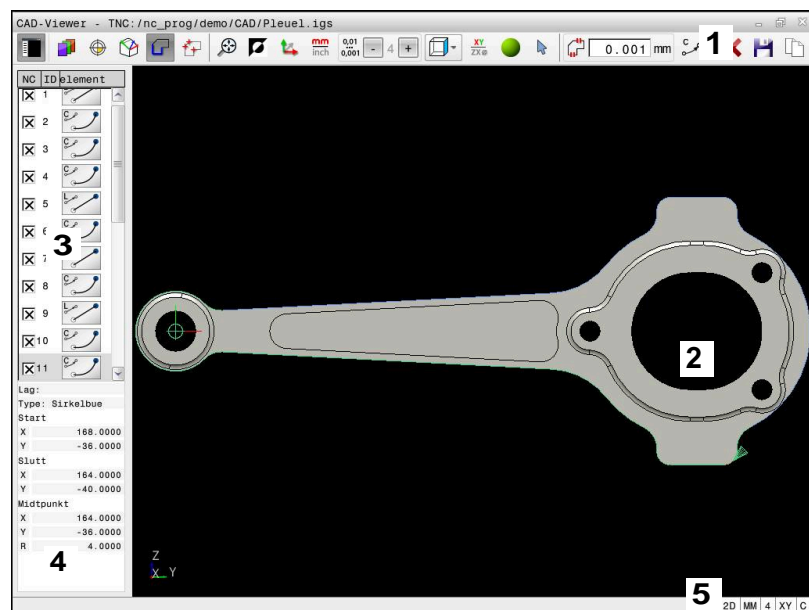 CAD-Viewer - TNC:/nc_prog/demo/CAD/Pleuel.igs
mm
inch
0,01
0,001
- 4 +
XY
ZX
0.001 mm
C
1
NC ID element
1
2 C
3 C
4 C
5 L
6 C
7
8 C
9 L
10 C
11 C
3
2
Lag:
Type: Sirkelbue
Start
X 168.0000
Y -36.0000
Slutt
X 164.0000
Y -40.0000
Midtpunkt
X 164.0000
Y -36.0000
R 4.0000
4
Z
X Y
5
2D MM 4 XY C